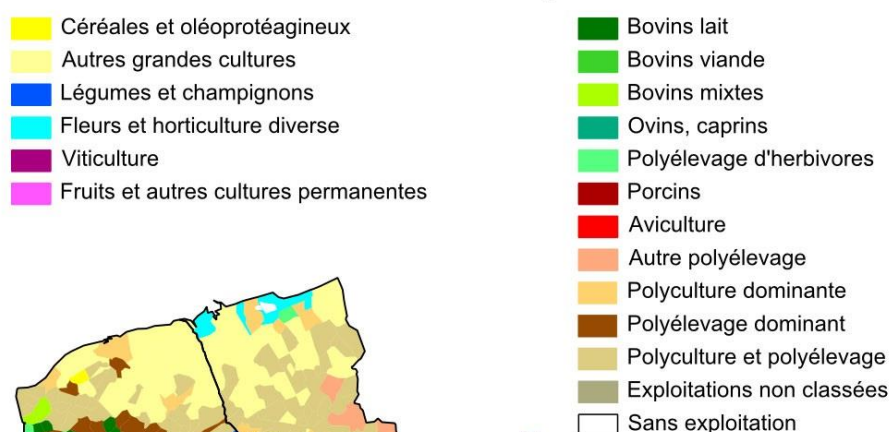 Céréales et oléoprotéagineux
Autres grandes cultures
Légumes et champignons
Fleurs et horticulture diverse
Viticulture
Fruits et autres cultures permanentes
Bovins lait
Bovins viande
Bovins mixtes
Ovins, caprins
Polyélevage d'herbivores
Porcins
Aviculture
Autre polyélevage
Polyculture dominante
Polyélevage dominant
Polyculture et polyélevage
Exploitations non classées
Sans exploitation